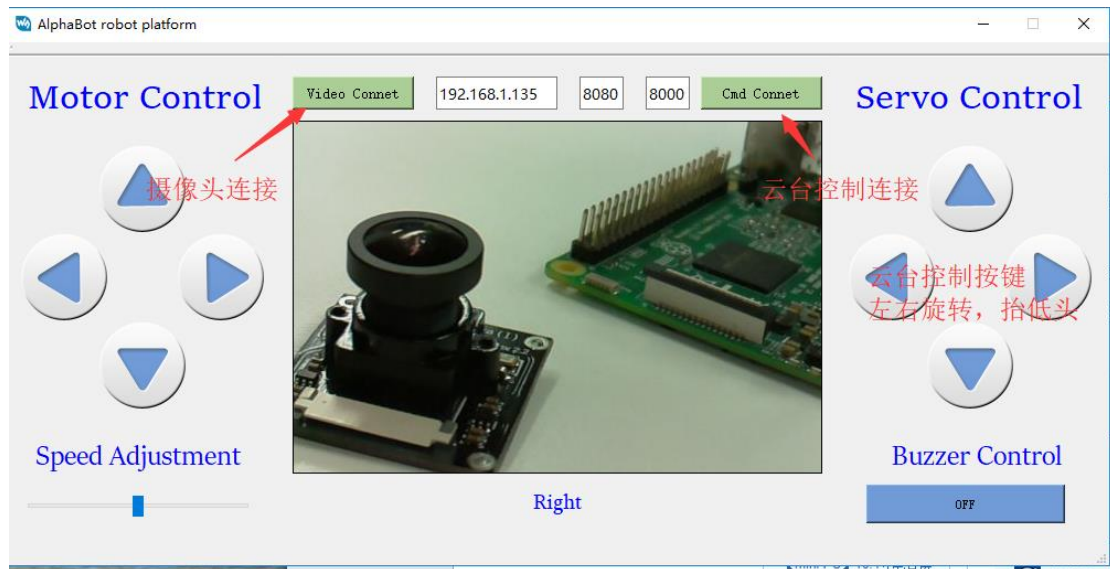 AlphaBot robot platform
Motor Control
Video Connet
192.168.1.135
8080
8000
Cmd Connet
Servo Control
摄像头连接
云台控制连接
云台控制按键
左右旋转，抬低头
Speed Adjustment
Right
Buzzer Control
OFF